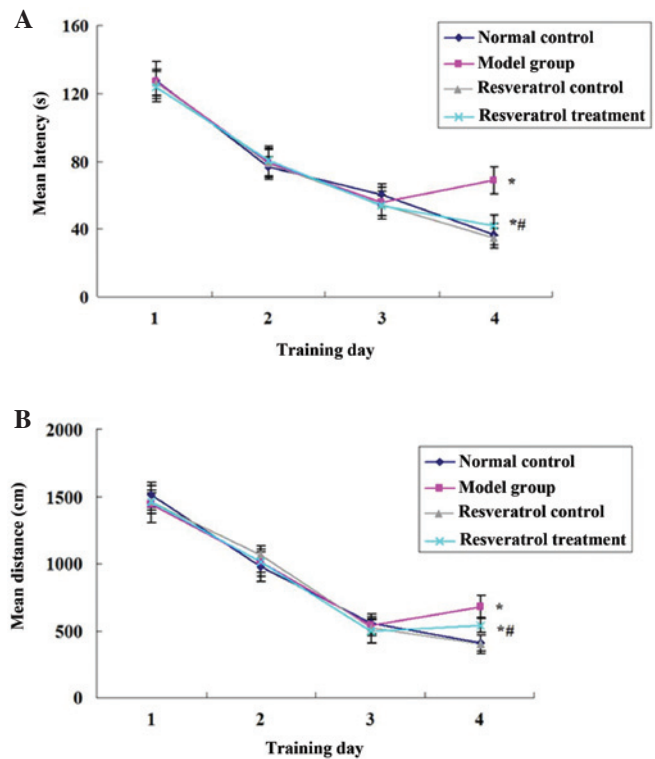 A
160
120
80
40
0
Mean latency (s)
1
2
3
4
Training day
Normal control
Model group
Resveratrol control
Resveratrol treatment
*
*#
B
2000
1500
1000
500
0
Mean distance (cm)
1
2
3
4
Training day
Normal control
Model group
Resveratrol control
Resveratrol treatment
*
*#